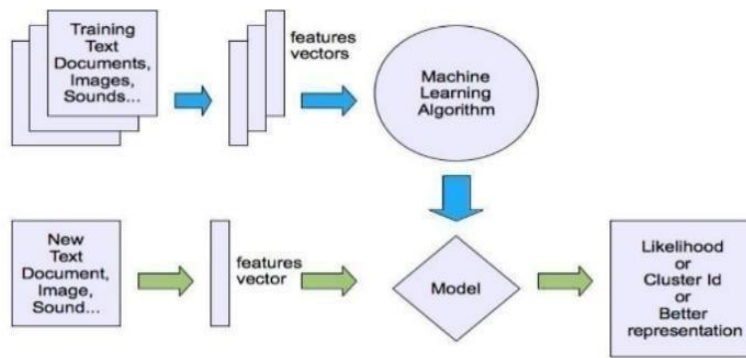 Training
Text
Documents,
Images,
Sounds...
features
vectors
Machine
Learning
Algorithm
New
Text
Document,
Image,
Sound...
features
vector
Model
Likelihood
or
Cluster Id
or
Better
representation